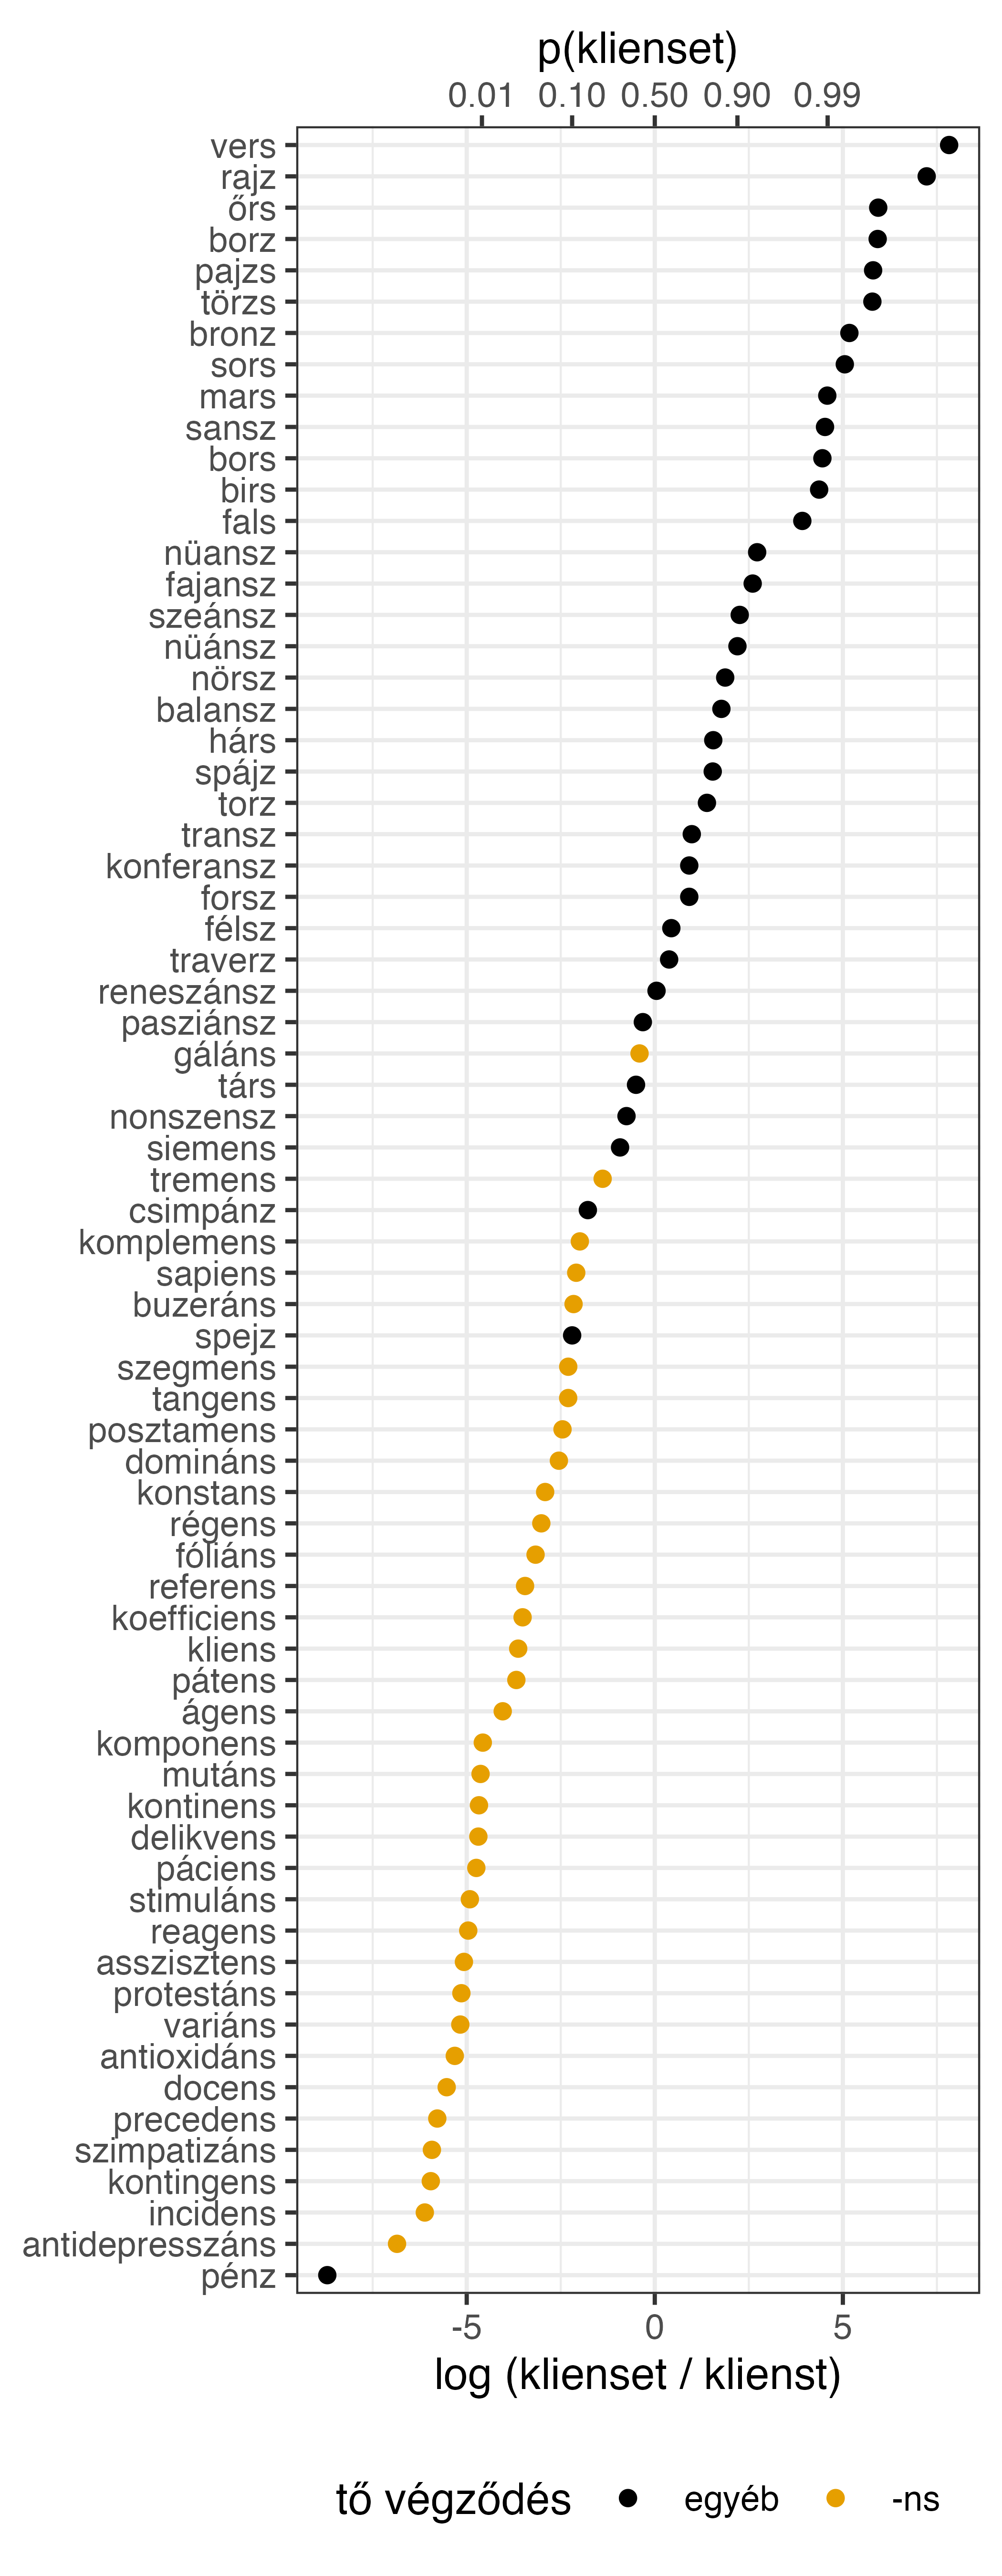 p(klienset)
0.01 0.10 0.50 0.90 0.99
vers
rajz
őrs
borz
pajzs
törzs
bronz
sors
mars
sansz
bors
birs
fals
nüansz
fajansz
szeánsz
nüánsz
nörsz
balansz
hárs
spájz
torz
transz
konferansz
forsz
félsz
traverz
reneszánsz
pasziánsz
gáláns
társ
nonszensz
siemens
tremens
csimpánz
komplemens
sapiens
buzeráns
spejz
szegmens
tangens
posztamens
domináns
konstans
régens
fóliáns
referens
koefficiens
kliens
pátens
ágens
komponens
mutáns
kontinens
delikvens
páciens
stimuláns
reagens
asszisztens
protestáns
variáns
antioxidáns
docens
precedens
szimpatizáns
kontingens
incidens
antidepresszáns
pénz
-5 0 5
log (klienset / klienst)
tő végződés egyéb -ns